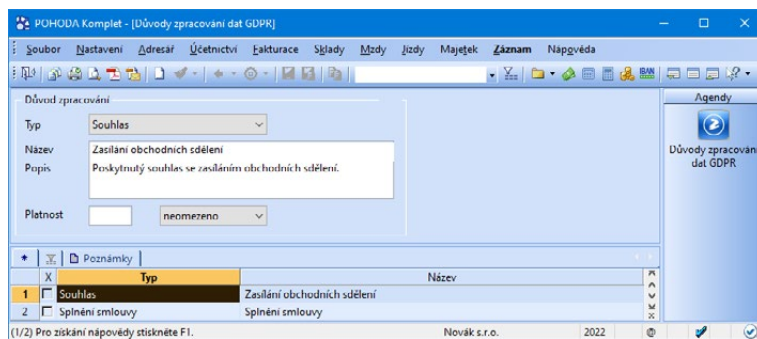 POHODA Komplet - [Důvody zpracování dat GDPR]
Soubor Nastavení Adresář Účetnictví Fakturace Sklady Mzdy Jízdy Majetek Záznam Nápověda
Důvod zpracování
Typ Souhlas
Název Zasílání obchodních sdělení
Popis Poskytnutý souhlas se zasíláním obchodních sdělení.
Platnost neomezeno
Agendy
Důvody zpracován
dat GDPR
Poznámky
X Typ Název
1 Souhlas Zasílání obchodních sdělení
2 Splnění smlouvy Splnění smlouvy
(1/2) Pro získání nápovědy stiskněte F1. Novák s.r.o. 2022 @